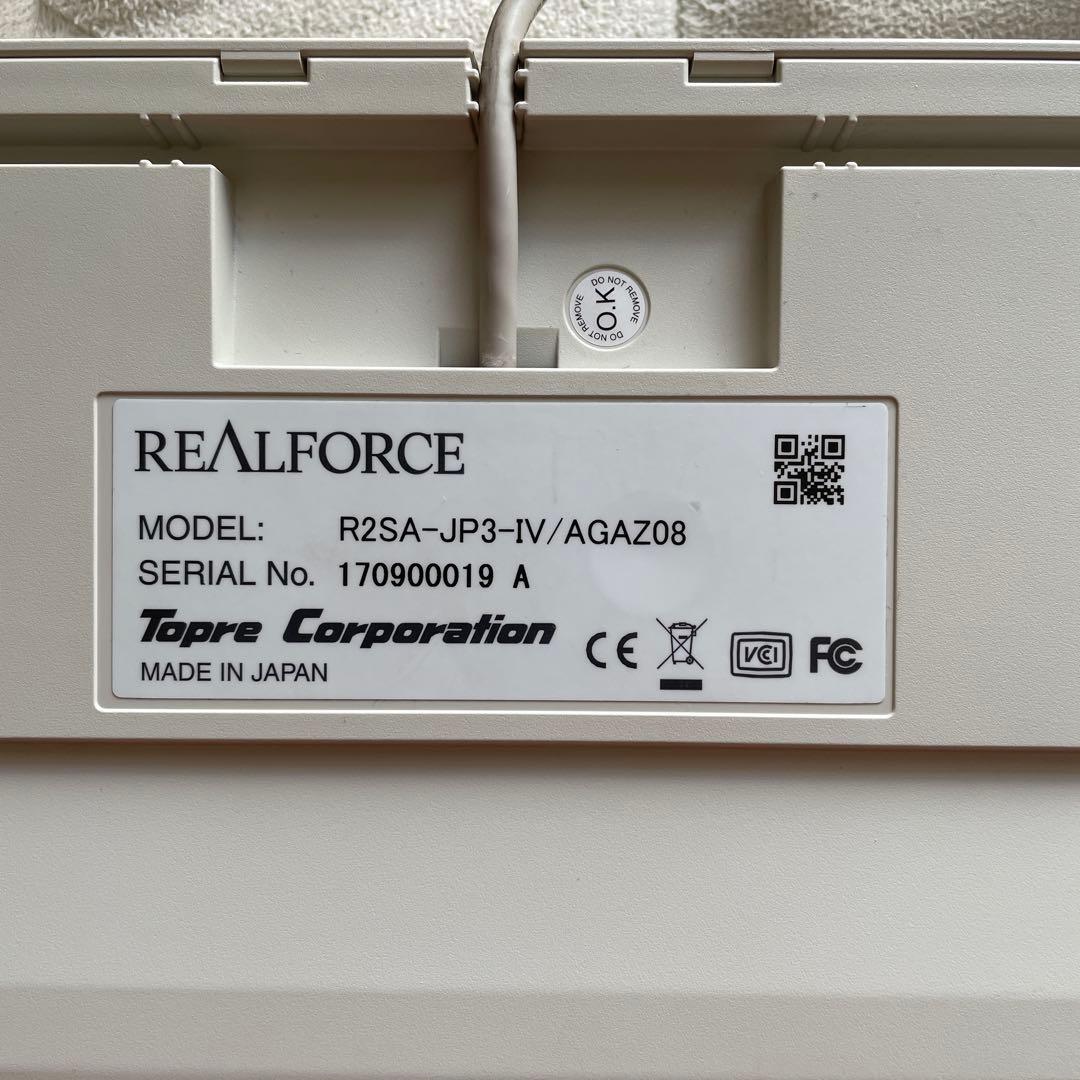 DO NOT REMOVE
O.K
DO NOT REMOVE
REALFORCE
MODEL: R2SA-JP3-IV/AGAZ08
SERIAL No. 170900019 A
Topre Corporation
MADE IN JAPAN
CE
VCI
FC